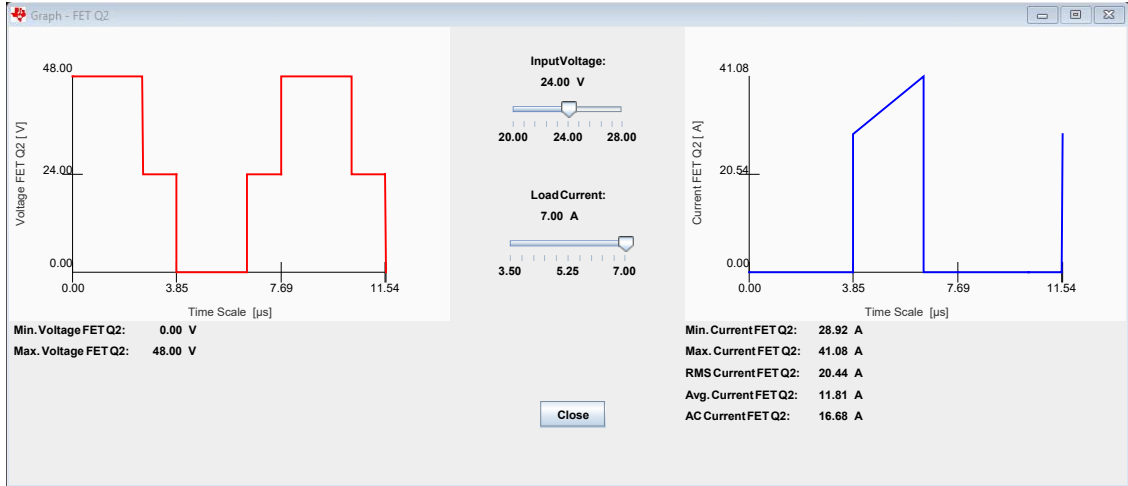 Graph - FET Q2
48.00
24.00
0.00
Voltage FET Q2 [ V]
0.00 3.85 7.69 11.54
Time Scale [µs]
Min. Voltage FET Q2: 0.00 V
Max. Voltage FET Q2: 48.00 V
Input Voltage:
24.00 V
20.00 24.00 28.00
Load Current:
7.00 A
3.50 5.25 7.00
Close
41.08
20.54
0.00
Current FET Q2 [ A]
0.00 3.85 7.69 11.54
Time Scale [µs]
Min. Current FET Q2: 28.92 A
Max. Current FET Q2: 41.08 A
RMS Current FET Q2: 20.44 A
Avg. Current FET Q2: 11.81 A
AC Current FET Q2: 16.68 A